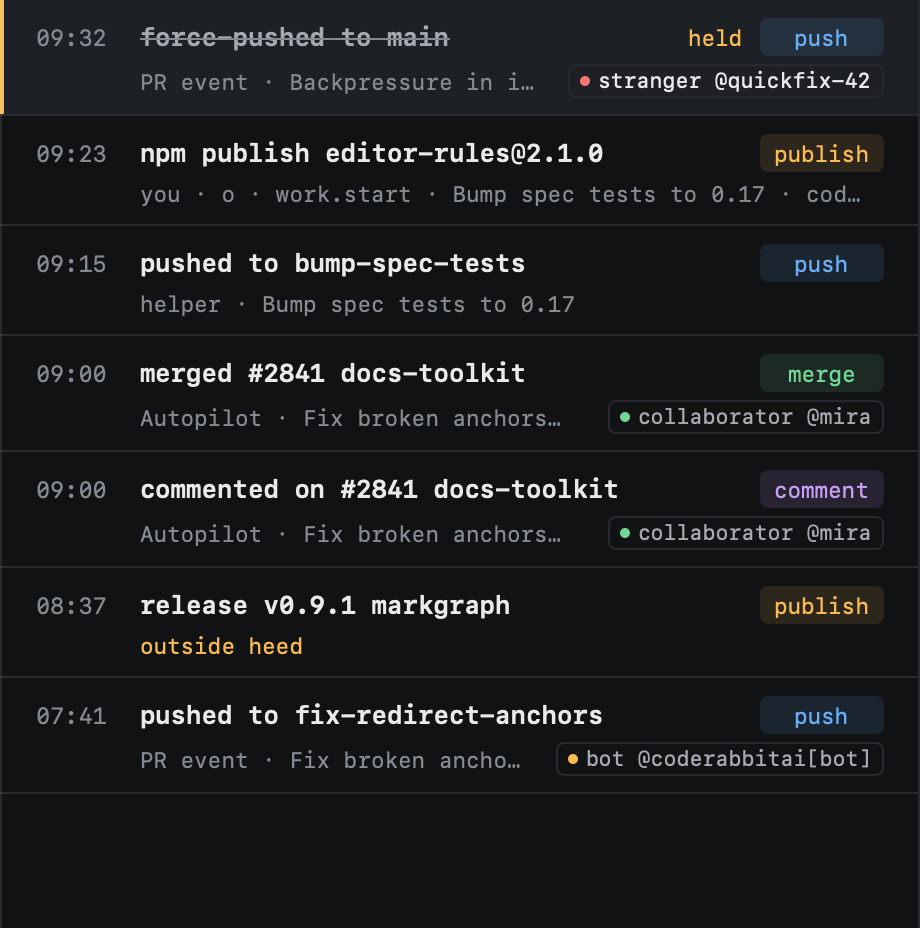 09:32 force-pushed to main held push
PR event · Backpressure in i… stranger @quickfix-42
09:23 npm publish editor-rules@2.1.0 publish
you · o · work.start · Bump spec tests to 0.17 · cod…
09:15 pushed to bump-spec-tests push
helper · Bump spec tests to 0.17
09:00 merged #2841 docs-toolkit merge
Autopilot · Fix broken anchors… collaborator @mira
09:00 commented on #2841 docs-toolkit comment
Autopilot · Fix broken anchors… collaborator @mira
08:37 release v0.9.1 markgraph publish
outside heed
07:41 pushed to fix-redirect-anchors push
PR event · Fix broken ancho… bot @coderabbitai[bot]